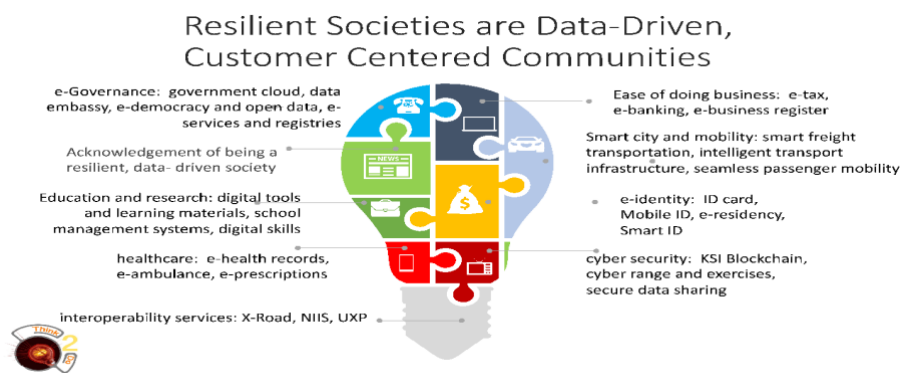 Resilient Societies are Data-Driven,
Customer Centered Communities
e-Governance: government cloud, data
embassy, e-democracy and open data, e-
services and registries
Acknowledgement of being a
resilient, data- driven society
Education and research: digital tools
and learning materials, school
management systems, digital skills
healthcare: e-health records,
e-ambulance, e-prescriptions
interoperability services: X-Road, NIIS, UXP
NEWS
$
Ease of doing business: e-tax,
e-banking, e-business register
Smart city and mobility: smart freight
transportation, intelligent transport
infrastructure, seamless passenger mobility
e-identity: ID card,
Mobile ID, e-residency,
Smart ID
cyber security: KSI Blockchain,
cyber range and exercises,
secure data sharing
Think
2